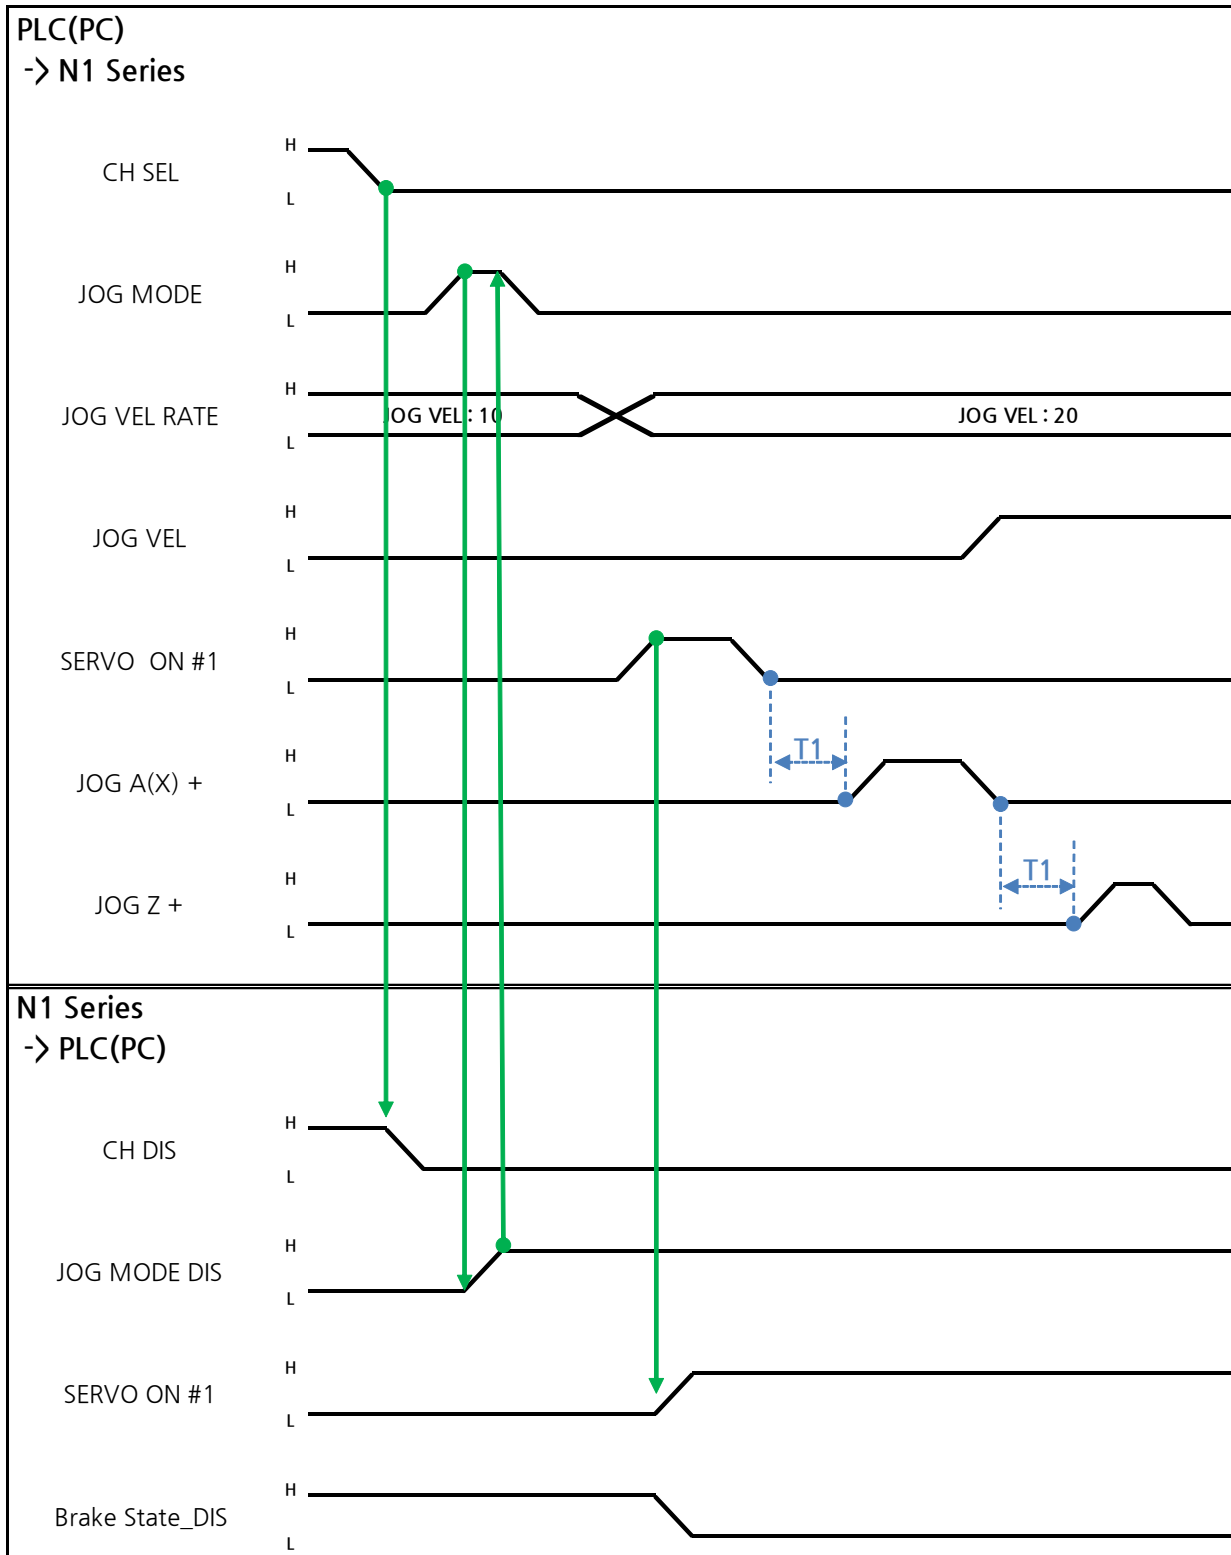 PLC(PC)
-> N1 Series
H
CH SEL
L
H
JOG MODE
L
H
JOG VEL RATE
JOG VEL : 10
JOG VEL : 20
L
H
JOG VEL
L
H
SERVO ON #1
L
T1
H
JOG A(X) +
L
T1
H
JOG Z +
L
N1 Series
-> PLC(PC)
H
CH DIS
L
H
JOG MODE DIS
L
H
SERVO ON #1
L
H
Brake State_DIS
L